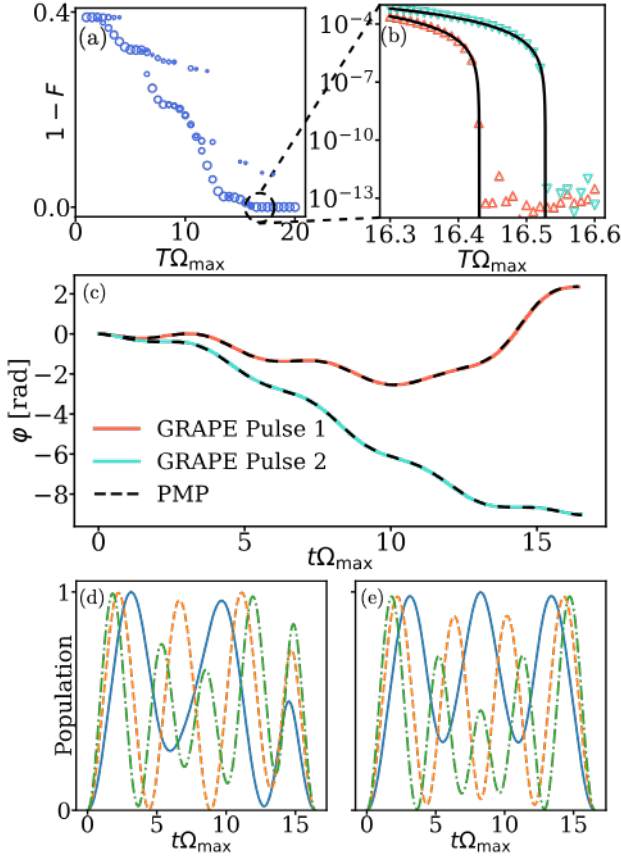 0.4
(a)
1 − F
0.0
0
10
20
TΩmax
10−4
(b)
10−7
10−10
10−13
16.3
16.4
16.5
16.6
TΩmax
2
(c)
0
−2
−4
−6
−8
φ [rad]
GRAPE Pulse 1
GRAPE Pulse 2
PMP
0
5
10
15
tΩmax
1
(d)
Population
0
0
5
10
15
tΩmax
(e)
0
5
10
15
tΩmax